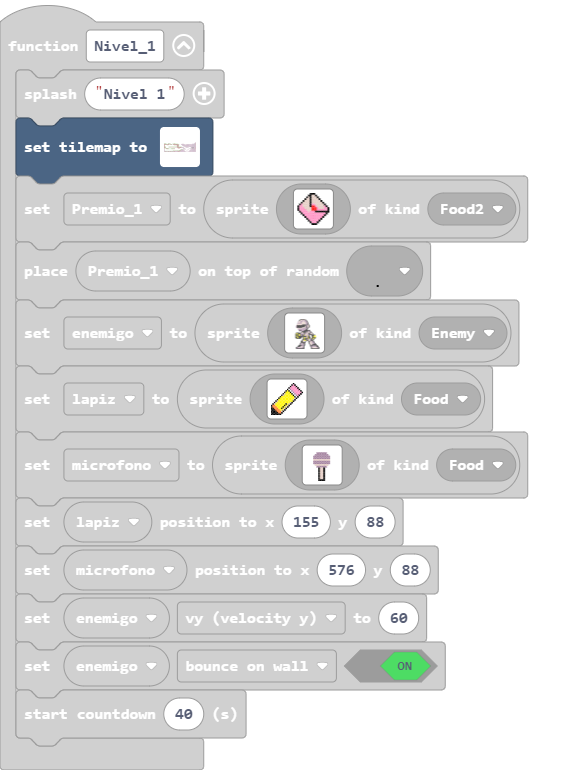 function Nivel_1
splash "Nivel 1"
set tilemap to
set Premio_1 to sprite of kind Food2
place Premio_1 on top of random
set enemigo to sprite of kind Enemy
set lapiz to sprite of kind Food
set microfono to sprite of kind Food
set lapiz position to x 155 y 88
set microfono position to x 576 y 88
set enemigo vy (velocity y) to 60
set enemigo bounce on wall ON
start countdown 40 (s)